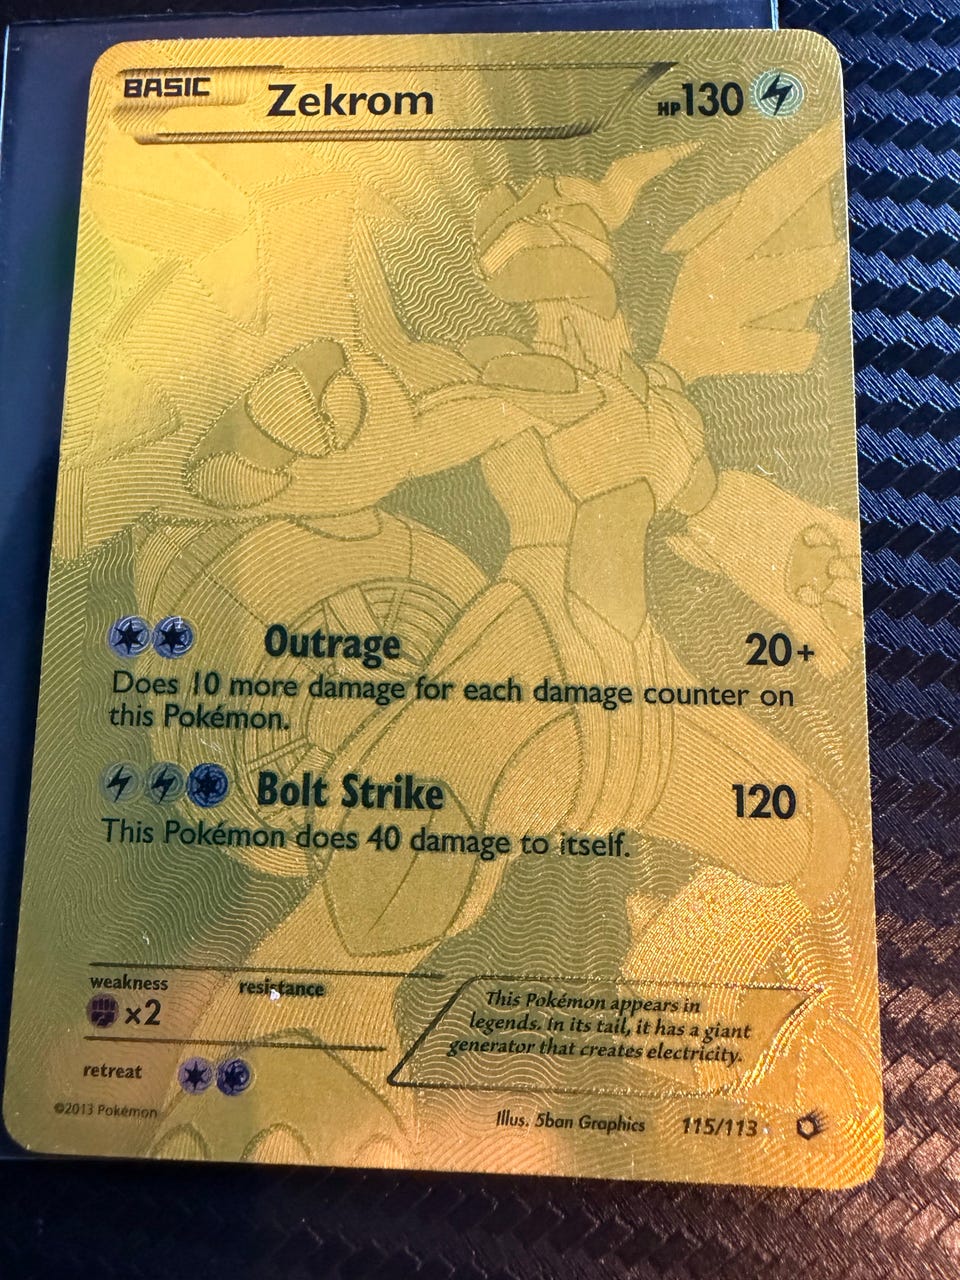 BASIC Zekrom HP130
Outrage 20+
Does 10 more damage for each damage counter on
this Pokémon.
Bolt Strike 120
This Pokémon does 40 damage to itself.
weakness resistance
x2
retreat
This Pokémon appears in
legends. In its tail, it has a giant
generator that creates electricity.
©2013 Pokémon
Illus. 5ban Graphics 115/113